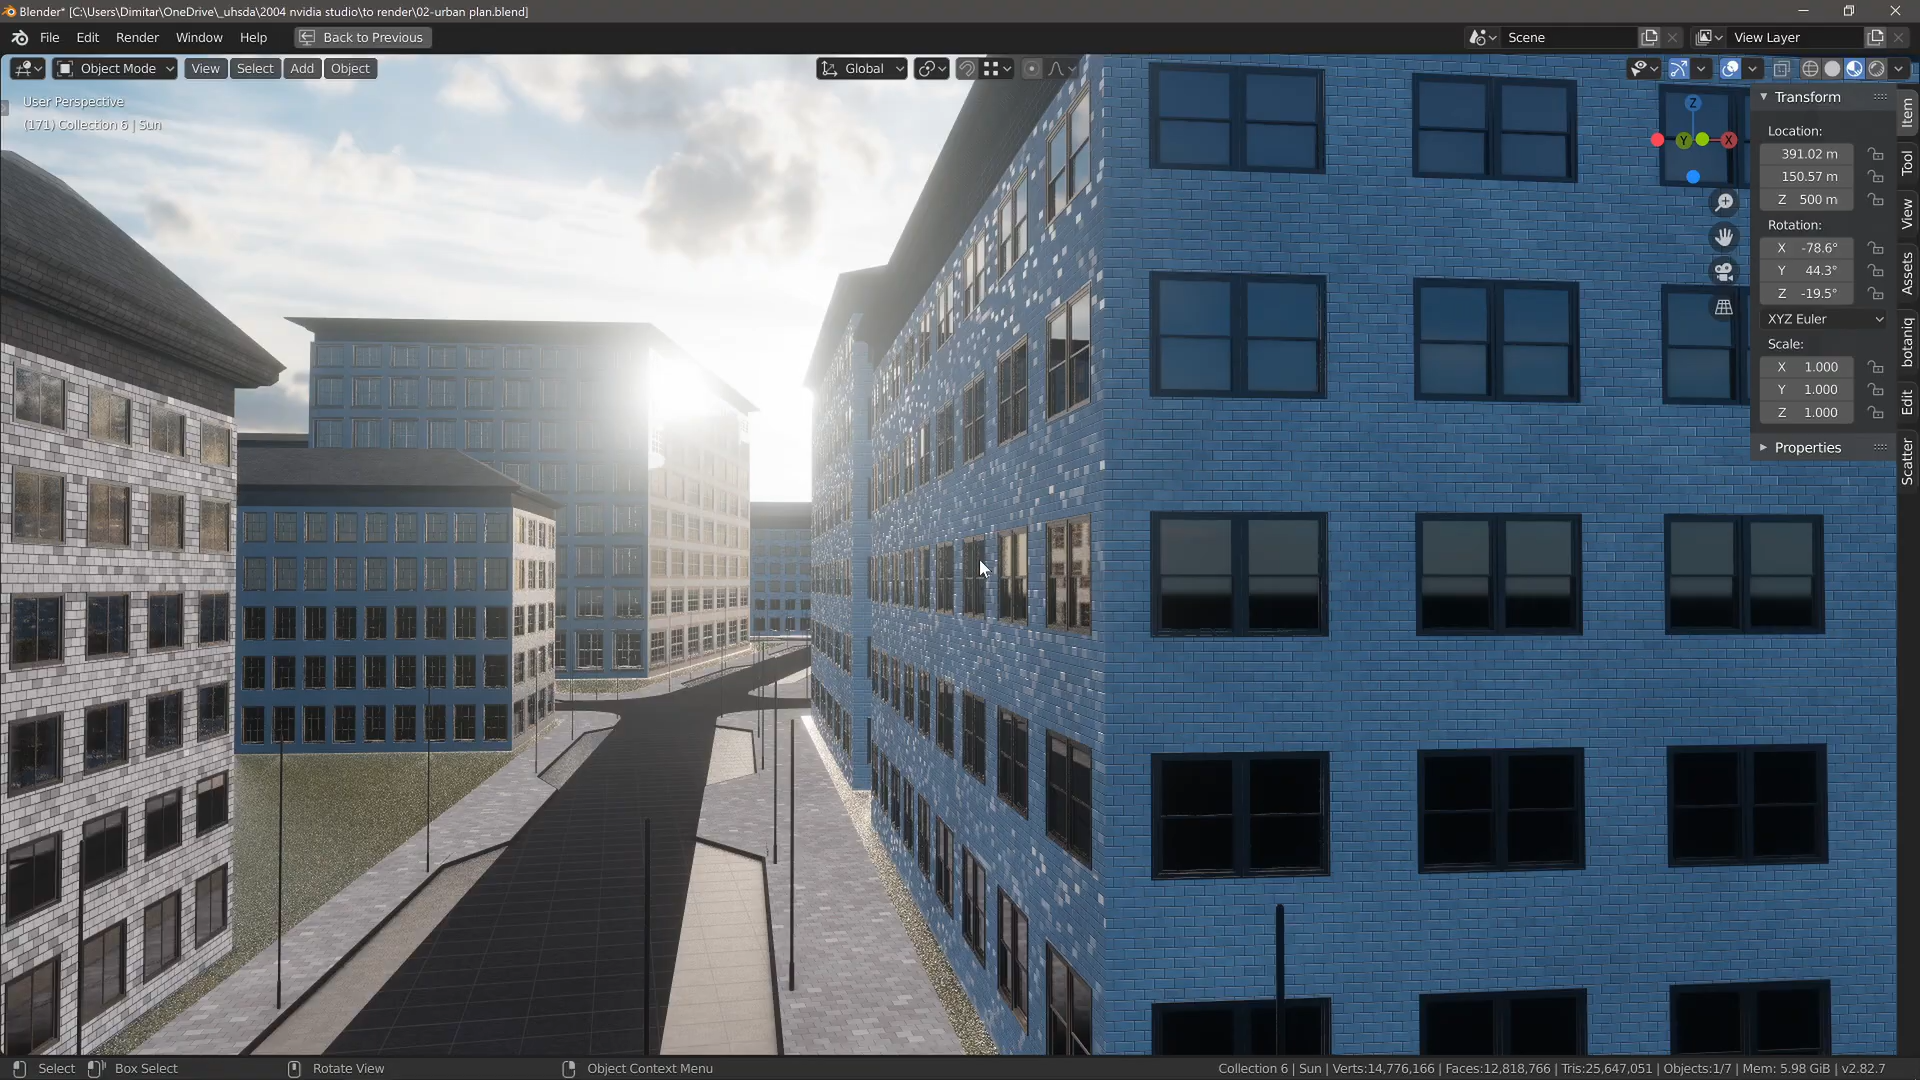 Blender* [C:\Users\Dimitar\OneDrive\_uhsda\2004 nvidia studio\to render\02-urban plan.blend]
File Edit Render Window Help Back to Previous Scene View Layer
Object Mode View Select Add Object Global
User Perspective
(171) Collection 6 | Sun
Transform
Location:
391.02 m
150.57 m
Z 500 m
Rotation:
X -78.6°
Y 44.3°
Z -19.5°
XYZ Euler
Scale:
X 1.000
Y 1.000
Z 1.000
Properties
Z
Y
X
Item
Tool
View
Assets
botaniq
Edit
Scatter
Select Box Select Rotate View Object Context Menu Collection 6 | Sun | Verts:14,776,166 | Faces:12,818,766 | Tris:25,647,051 | Objects:1/7 | Mem: 5.98 GiB | v2.82.7